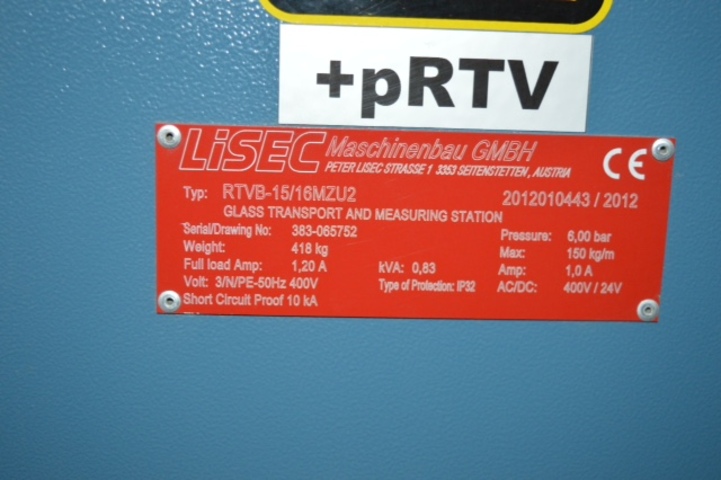 +pRTV
LiSEC Maschinenbau GMBH
PETER LISEC STRASSE 1 3353 SEITENSTETTEN, AUSTRIA
CE
Typ: RTVB-15/16MZU2 2012010443 / 2012
GLASS TRANSPORT AND MEASURING STATION
Serial/Drawing No: 383-065752 Pressure: 6,00 bar
Weight: 418 kg Max: 150 kg/m
Full load Amp: 1,20 A kVA: 0,83 Amp: 1,0 A
Volt: 3/N/PE-50Hz 400V Type of Protection: IP32 AC/DC: 400V / 24V
Short Circuit Proof 10 kA